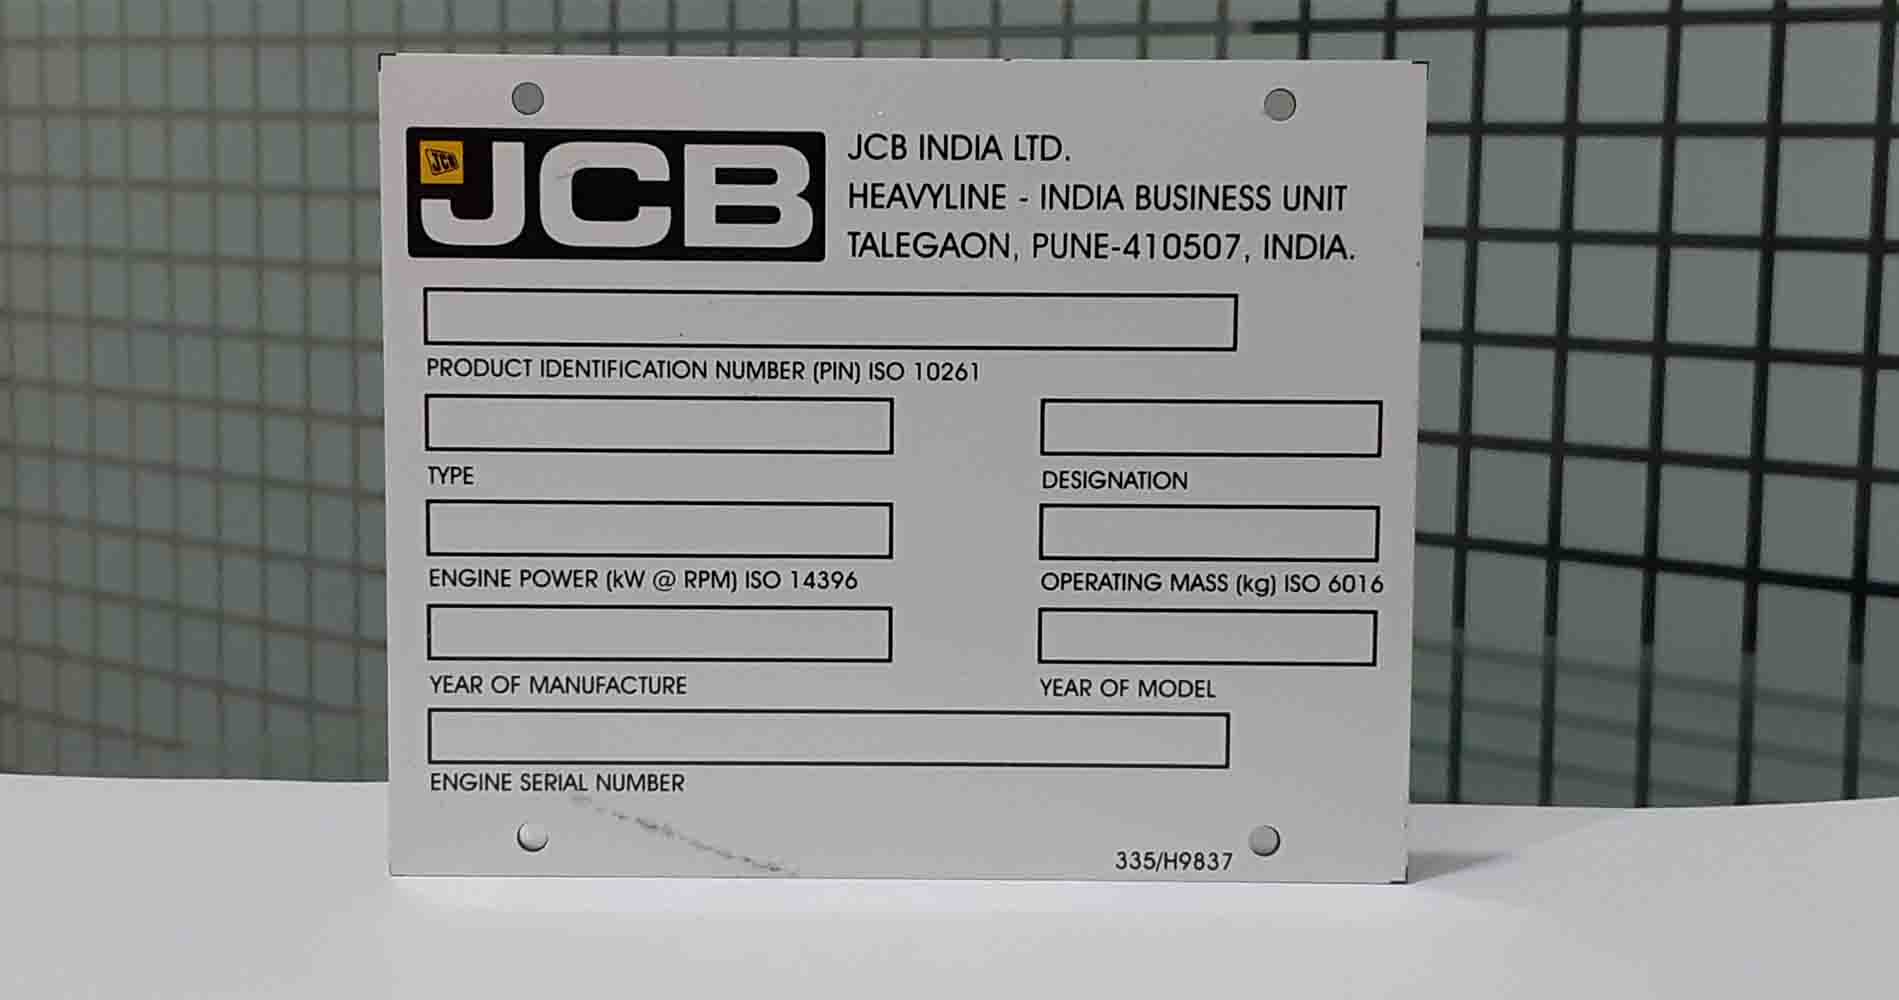 JCB
JCB
JCB INDIA LTD.
HEAVYLINE - INDIA BUSINESS UNIT
TALEGAON, PUNE-410507, INDIA.
PRODUCT IDENTIFICATION NUMBER (PIN) ISO 10261
TYPE
DESIGNATION
ENGINE POWER (kW @ RPM) ISO 14396
OPERATING MASS (kg) ISO 6016
YEAR OF MANUFACTURE
YEAR OF MODEL
ENGINE SERIAL NUMBER
335/H9837